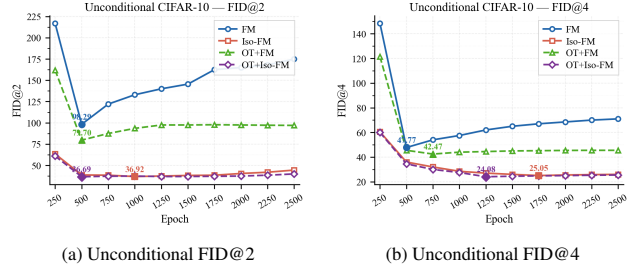 Unconditional CIFAR-10 — FID@2
FID@2
225
200
175
150
125
100
75
50
FM
Iso-FM
OT+FM
OT+Iso-FM
98.29
79.70
36.69
36.92
250
500
750
1000
1250
1500
1750
2000
2250
2500
Epoch
(a) Unconditional FID@2
Unconditional CIFAR-10 — FID@4
FID@4
140
120
100
80
60
40
20
FM
Iso-FM
OT+FM
OT+Iso-FM
47.77
42.47
24.08
25.05
250
500
750
1000
1250
1500
1750
2000
2250
2500
Epoch
(b) Unconditional FID@4